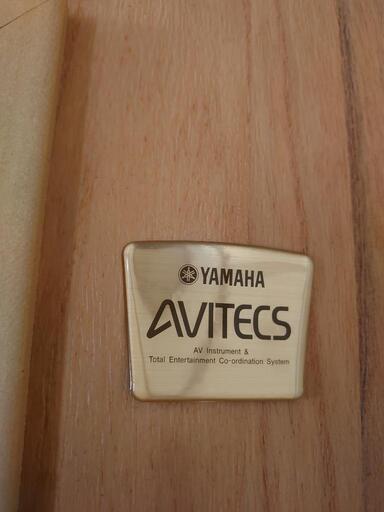 YAMAHA
AVITECS
AV Instrument &
Total Entertainment Co-ordination System